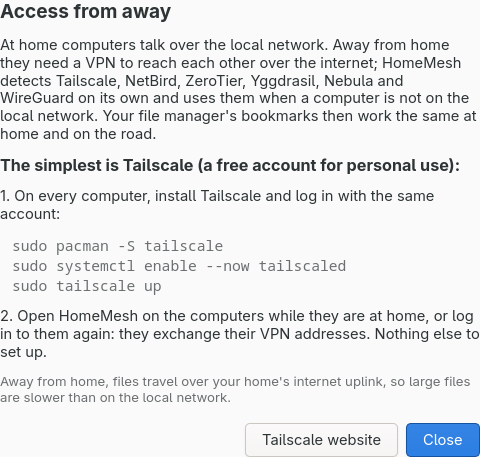 Access from away
At home computers talk over the local network. Away from home
they need a VPN to reach each other over the internet; HomeMesh
detects Tailscale, NetBird, ZeroTier, Yggdrasil, Nebula and
WireGuard on its own and uses them when a computer is not on the
local network. Your file manager's bookmarks then work the same at
home and on the road.
The simplest is Tailscale (a free account for personal use):
1. On every computer, install Tailscale and log in with the same
account:
sudo pacman -S tailscale
sudo systemctl enable --now tailscaled
sudo tailscale up
2. Open HomeMesh on the computers while they are at home, or log
in to them again: they exchange their VPN addresses. Nothing else to
set up.
Away from home, files travel over your home's internet uplink, so large files
are slower than on the local network.
Tailscale website
Close